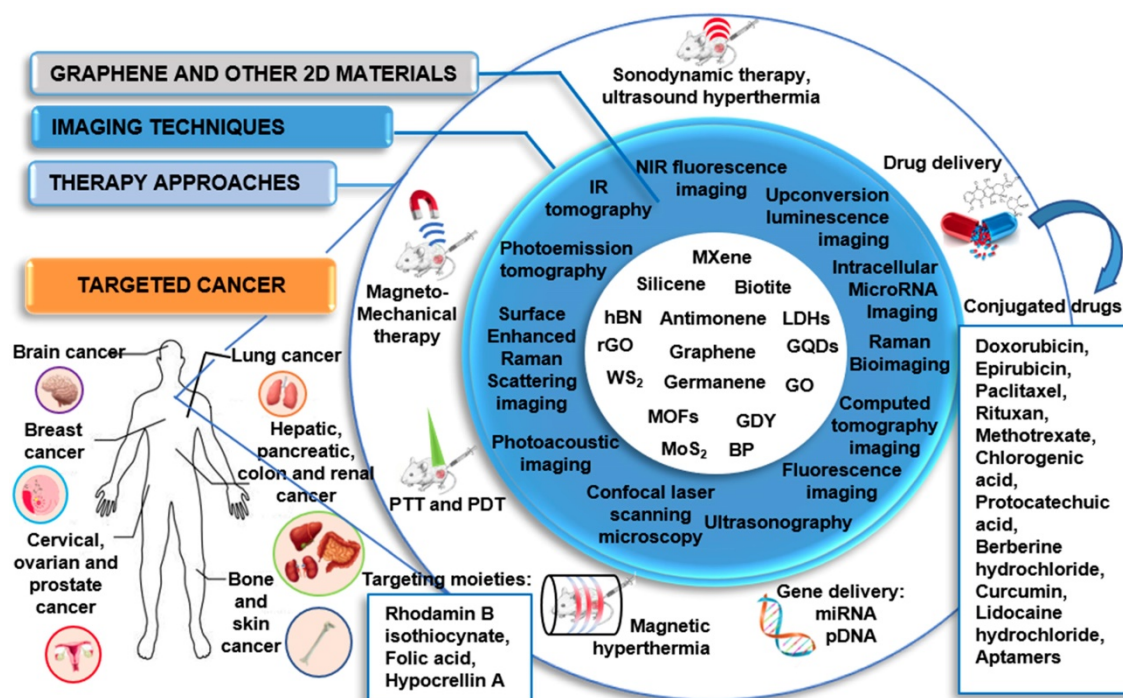 GRAPHENE AND OTHER 2D MATERIALS
IMAGING TECHNIQUES
THERAPY APPROACHES
TARGETED CANCER
Brain cancer
Lung cancer
Breast
cancer
Hepatic,
pancreatic,
colon and renal
cancer
Cervical,
ovarian and
prostate
cancer
Bone
and
skin
cancer
Sonodynamic therapy,
ultrasound hyperthermia
Drug delivery
Conjugated drugs
Doxorubicin,
Epirubicin,
Paclitaxel,
Rituxan,
Methotrexate,
Chlorogenic
acid,
Protocatechuic
acid,
Berberine
hydrochloride,
Curcumin,
Lidocaine
hydrochloride,
Aptamers
Gene delivery:
miRNA
pDNA
Magnetic
hyperthermia
Targeting moieties:
Rhodamin B
isothiocynate,
Folic acid,
Hypocrellin A
PTT and PDT
Magneto-
Mechanical
therapy
NIR fluorescence
imaging
Upconversion
luminescence
imaging
Intracellular
MicroRNA
Imaging
Raman
Bioimaging
Computed
tomography
imaging
Fluorescence
imaging
Ultrasonography
Confocal laser
scanning
microscopy
Photoacoustic
imaging
Surface
Enhanced
Raman
Scattering
imaging
Photoemission
tomography
IR
tomography
MXene
Silicene Biotite
hBN Antimonene LDHs
rGO Graphene GQDs
WS₂ Germanene GO
MOFs GDY
MoS₂ BP